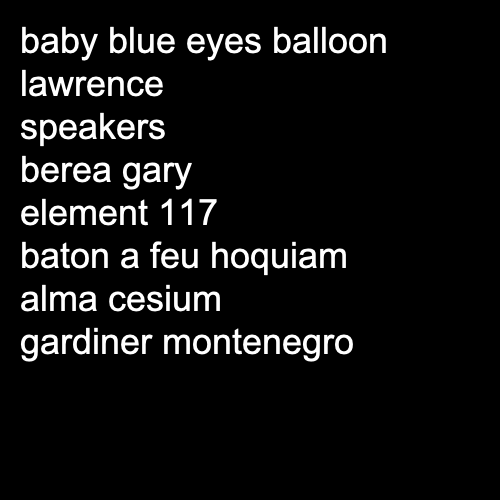 baby blue eyes balloon
lawrence
speakers
berea gary
element 117
baton a feu hoquiam
alma cesium
gardiner montenegro